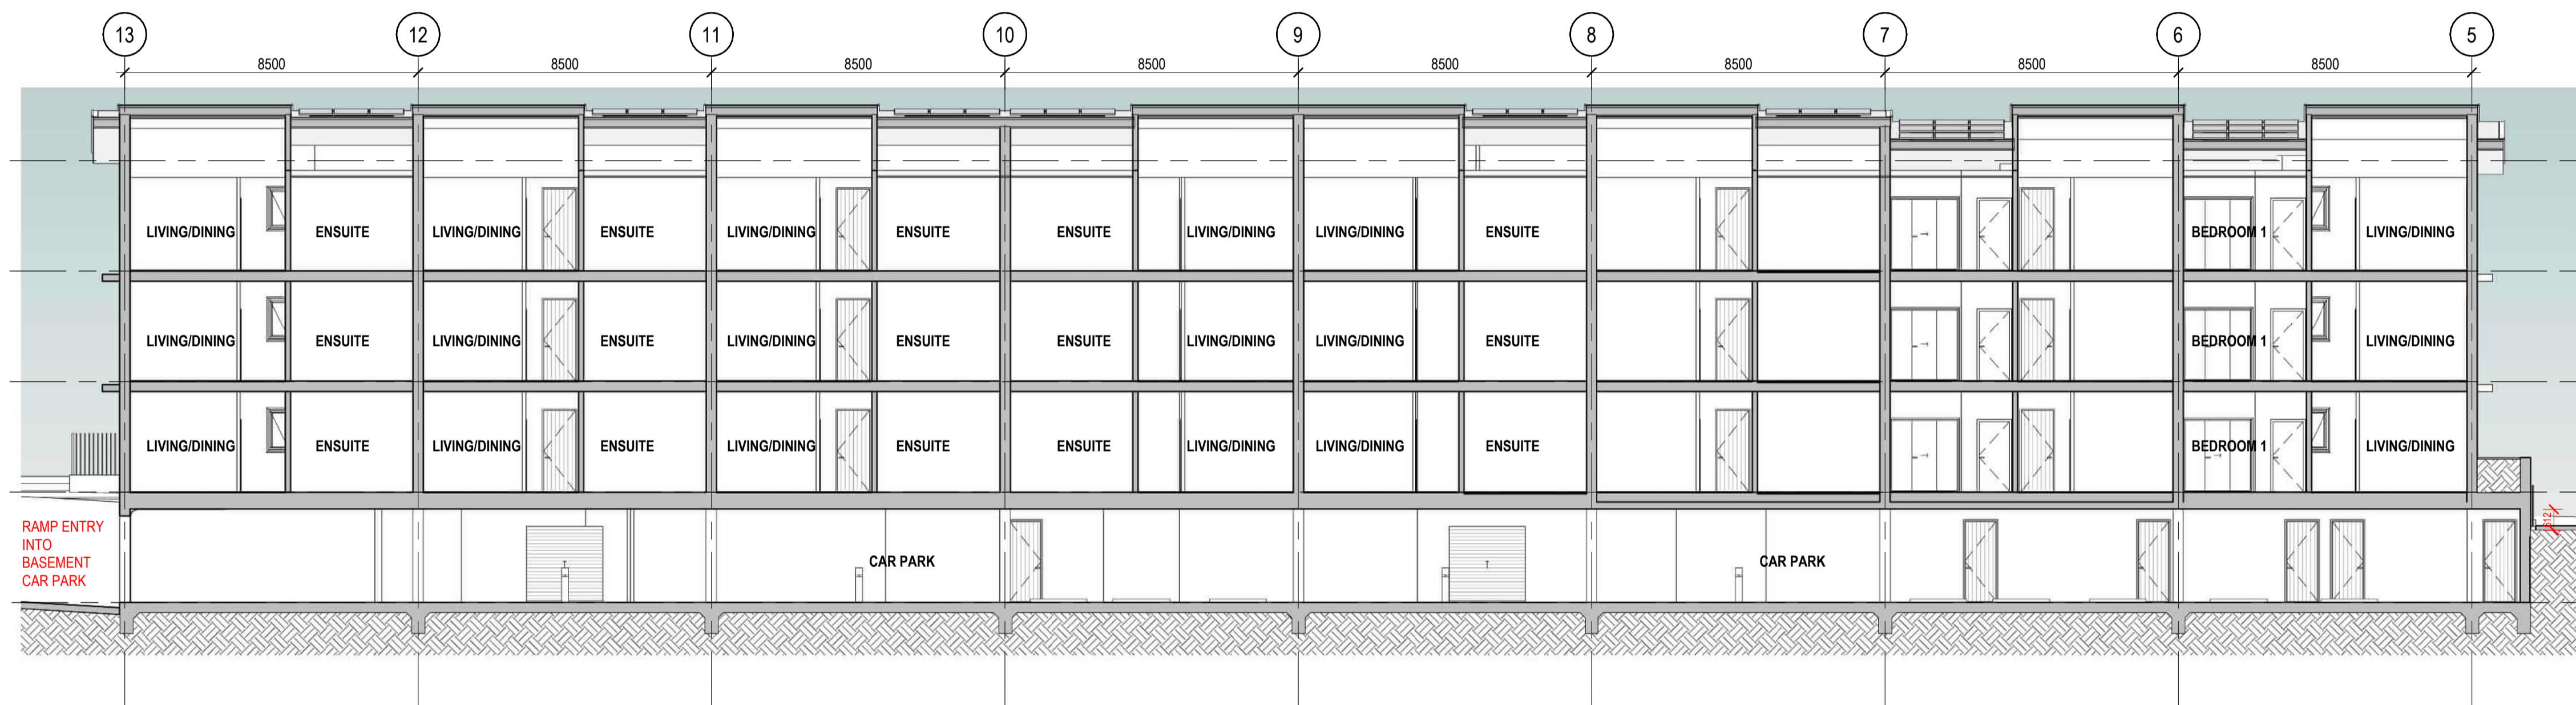 13 12 11 10 9 8 7 6 5
8500 8500 8500 8500 8500 8500 8500 8500
LIVING/DINING ENSUITE LIVING/DINING ENSUITE LIVING/DINING ENSUITE ENSUITE LIVING/DINING LIVING/DINING ENSUITE BEDROOM 1 LIVING/DINING
LIVING/DINING ENSUITE LIVING/DINING ENSUITE LIVING/DINING ENSUITE ENSUITE LIVING/DINING LIVING/DINING ENSUITE BEDROOM 1 LIVING/DINING
LIVING/DINING ENSUITE LIVING/DINING ENSUITE LIVING/DINING ENSUITE ENSUITE LIVING/DINING LIVING/DINING ENSUITE BEDROOM 1 LIVING/DINING
RAMP ENTRY
INTO
BASEMENT
CAR PARK
CAR PARK CAR PARK